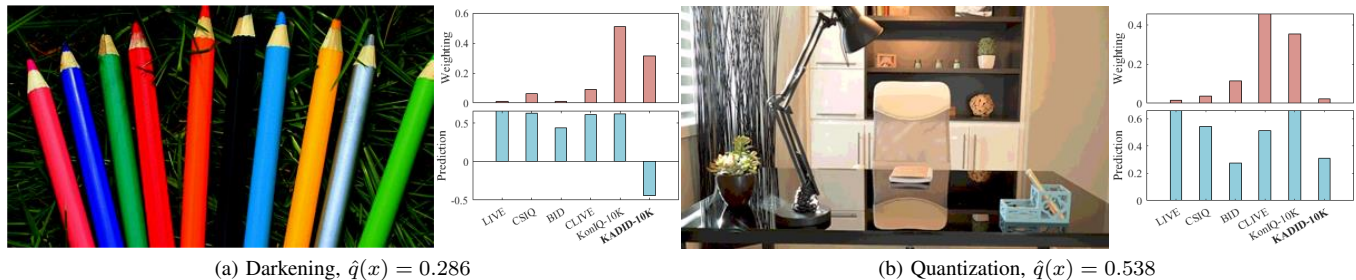 0.6
0.4
0.2
0
Weighting
0.5
0
-0.5
Prediction
LIVE
CSIQ
BID
CLIVE
KonIQ-10K
KADID-10K
(a) Darkening, q̂(x) = 0.286
0.4
0.2
0
Weighting
0.6
0.4
0.2
0
Prediction
LIVE
CSIQ
BID
CLIVE
KonIQ-10K
KADID-10K
(b) Quantization, q̂(x) = 0.538